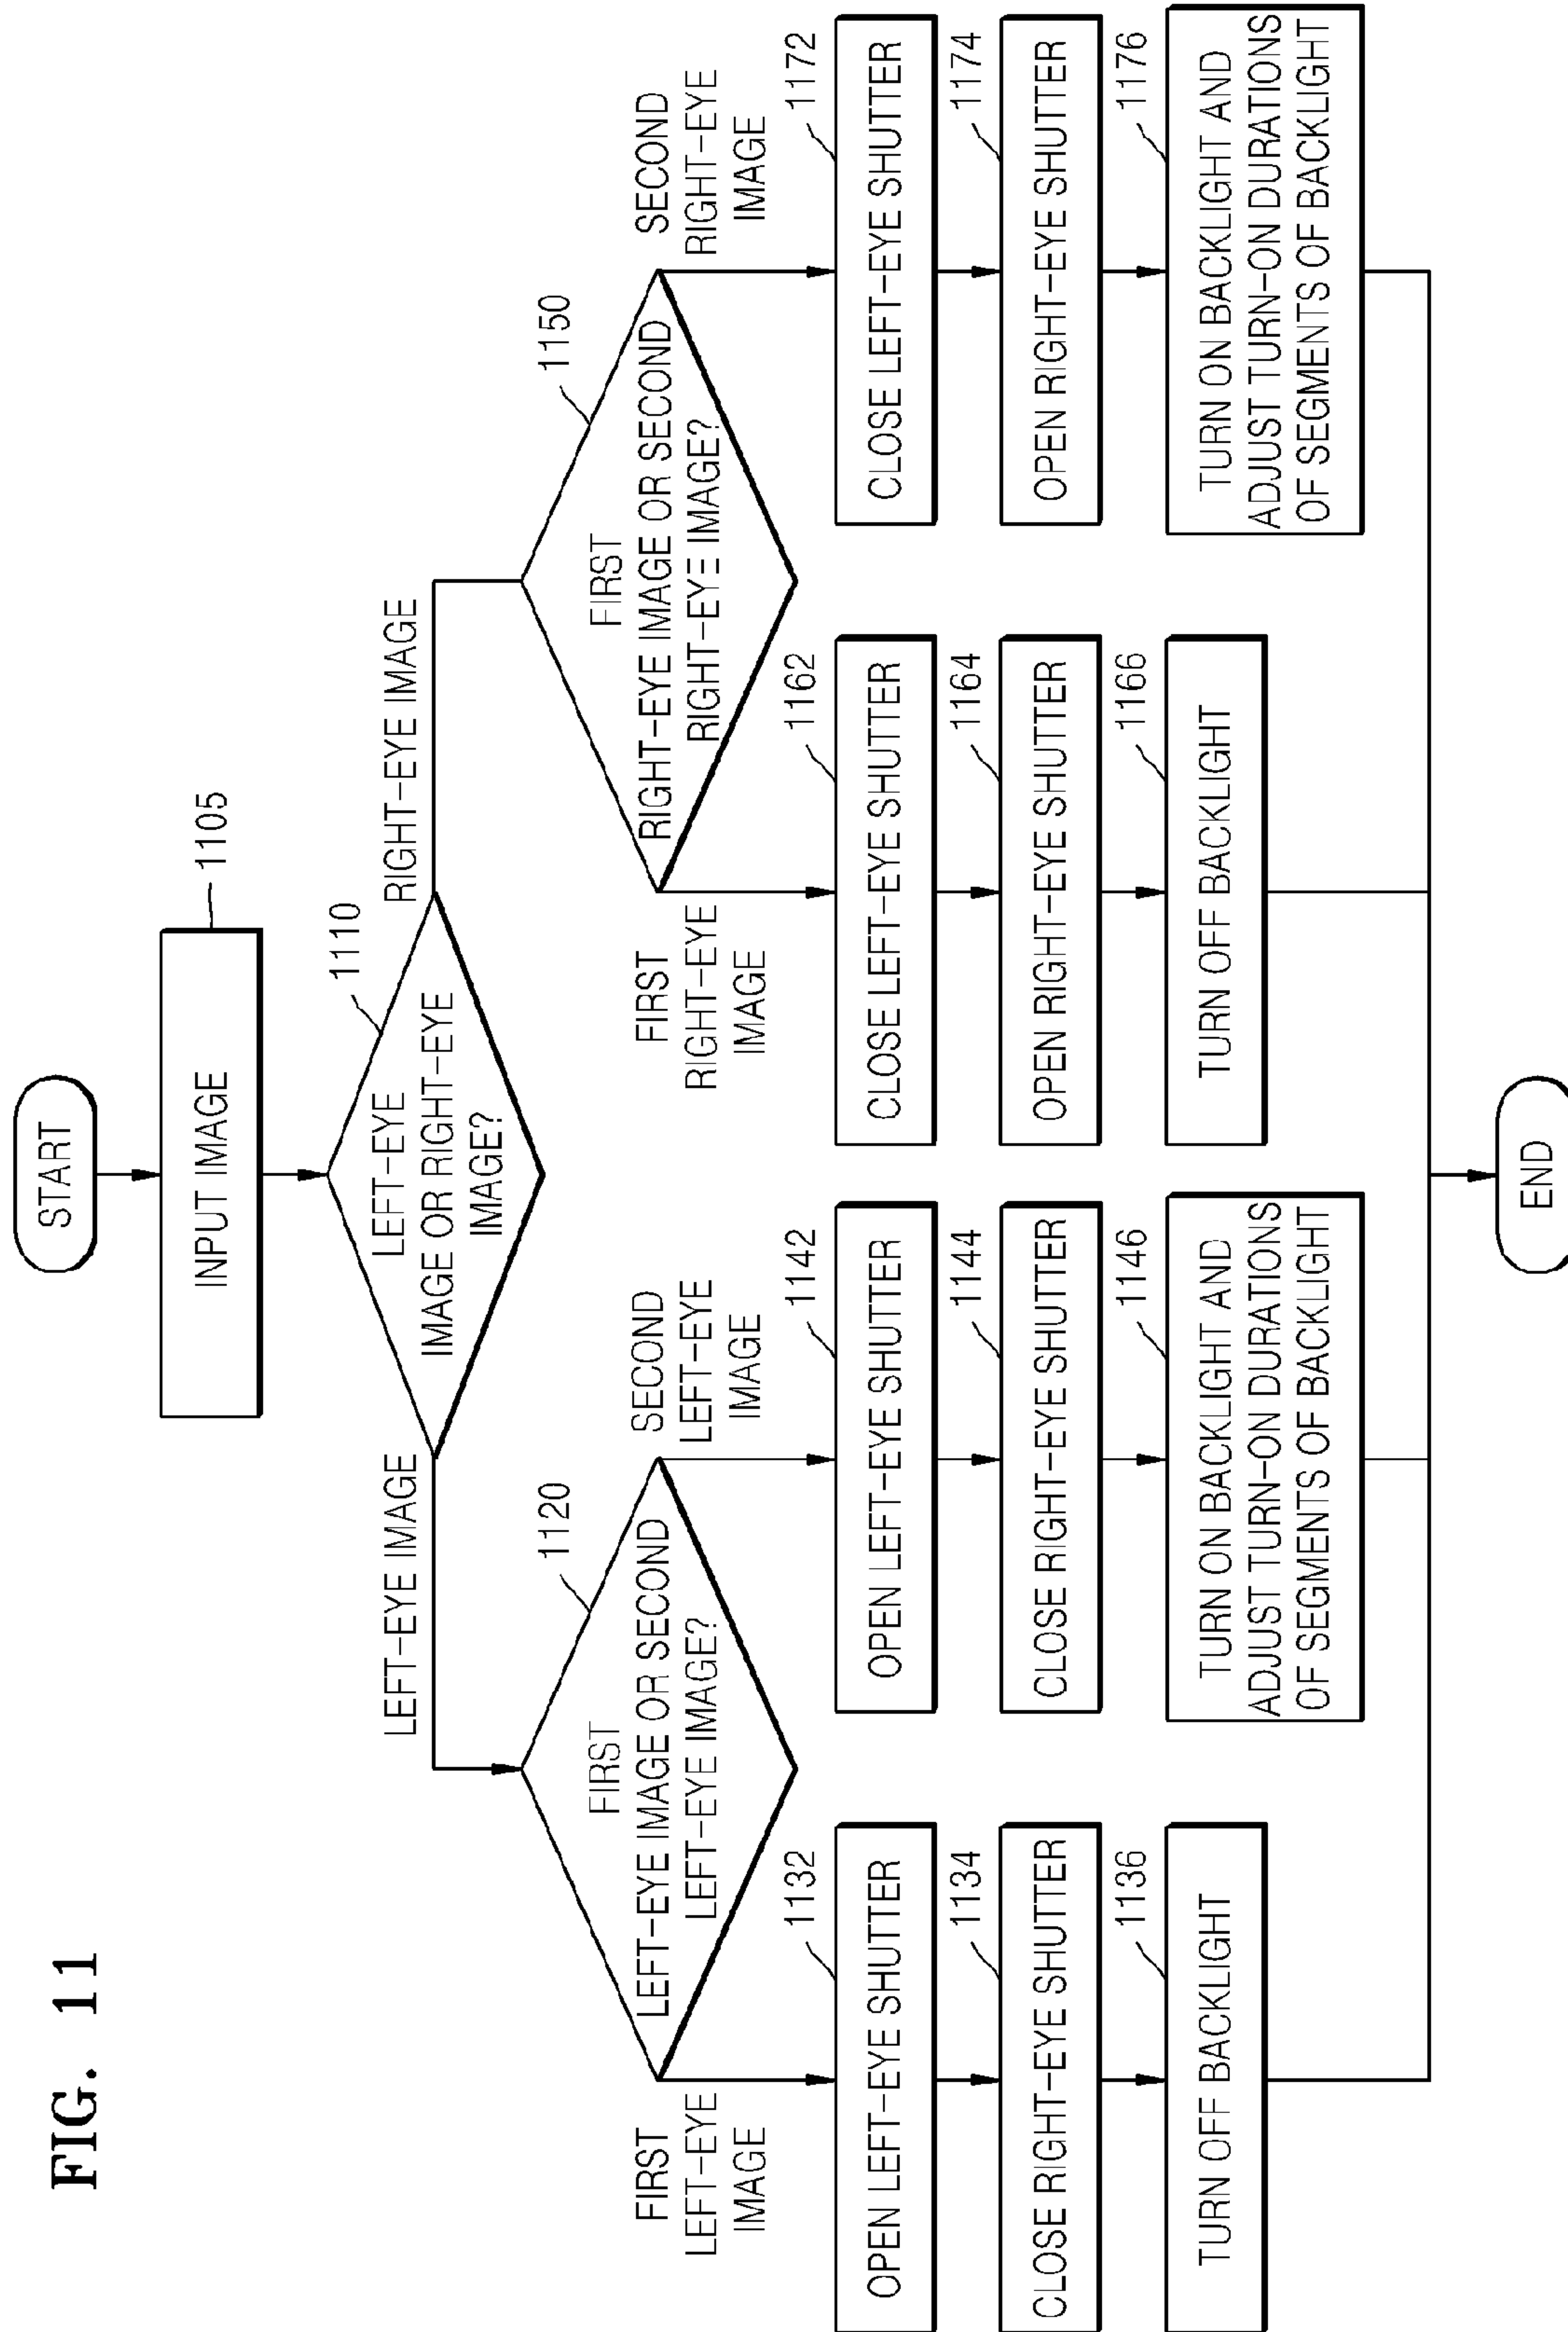 FIG. 11
START
INPUT IMAGE
1105
LEFT-EYE
IMAGE OR RIGHT-EYE
IMAGE?
1110
LEFT-EYE IMAGE
RIGHT-EYE IMAGE
FIRST
LEFT-EYE IMAGE OR SECOND
LEFT-EYE IMAGE?
1120
FIRST
RIGHT-EYE IMAGE OR SECOND
RIGHT-EYE IMAGE?
1150
FIRST
LEFT-EYE
IMAGE
SECOND
LEFT-EYE
IMAGE
FIRST
RIGHT-EYE
IMAGE
SECOND
RIGHT-EYE
IMAGE
1132
OPEN LEFT-EYE SHUTTER
1134
CLOSE RIGHT-EYE SHUTTER
1136
TURN OFF BACKLIGHT
1142
OPEN LEFT-EYE SHUTTER
1144
CLOSE RIGHT-EYE SHUTTER
1146
TURN ON BACKLIGHT AND
ADJUST TURN-ON DURATIONS
OF SEGMENTS OF BACKLIGHT
1162
CLOSE LEFT-EYE SHUTTER
1164
OPEN RIGHT-EYE SHUTTER
1166
TURN OFF BACKLIGHT
1172
CLOSE LEFT-EYE SHUTTER
1174
OPEN RIGHT-EYE SHUTTER
1176
TURN ON BACKLIGHT AND
ADJUST TURN-ON DURATIONS
OF SEGMENTS OF BACKLIGHT
END